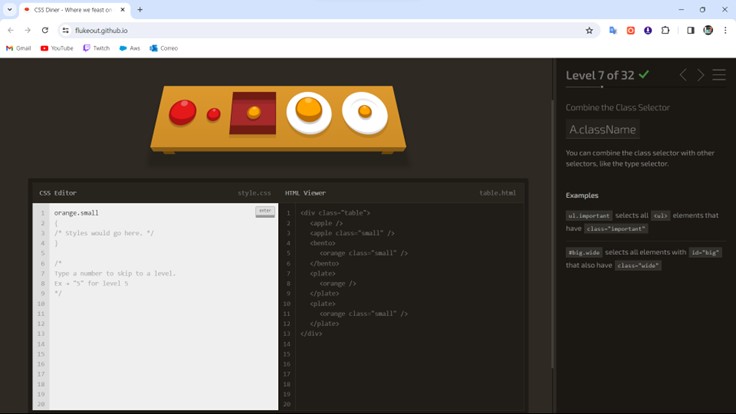 CSS Diner - Where we feast on
flukeout.github.io
Gmail
YouTube
Twitch
Aws
Correo
Level 7 of 32
Combine the Class Selector
A.className
You can combine the class selector with other
selectors, like the type selector.
Examples
ul.important selects all <ul> elements that
have class="important"
#big.wide selects all elements with id="big"
that also have class="wide"
CSS Editor
style.css
1 orange.small
enter
2 {
3 /* Styles would go here. */
4 }
5
6 /*
7 Type a number to skip to a level.
8 Ex → "5" for level 5
9 */
10
11
12
13
14
15
16
17
18
19
20
HTML Viewer
table.html
1 <div class="table">
2 <apple />
3 <apple class="small" />
4 <bento>
5 <orange class="small" />
6 </bento>
7 <plate>
8 <orange />
9 </plate>
10 <plate>
11 <orange class="small" />
12 </plate>
13 </div>
14
15
16
17
18
19
20